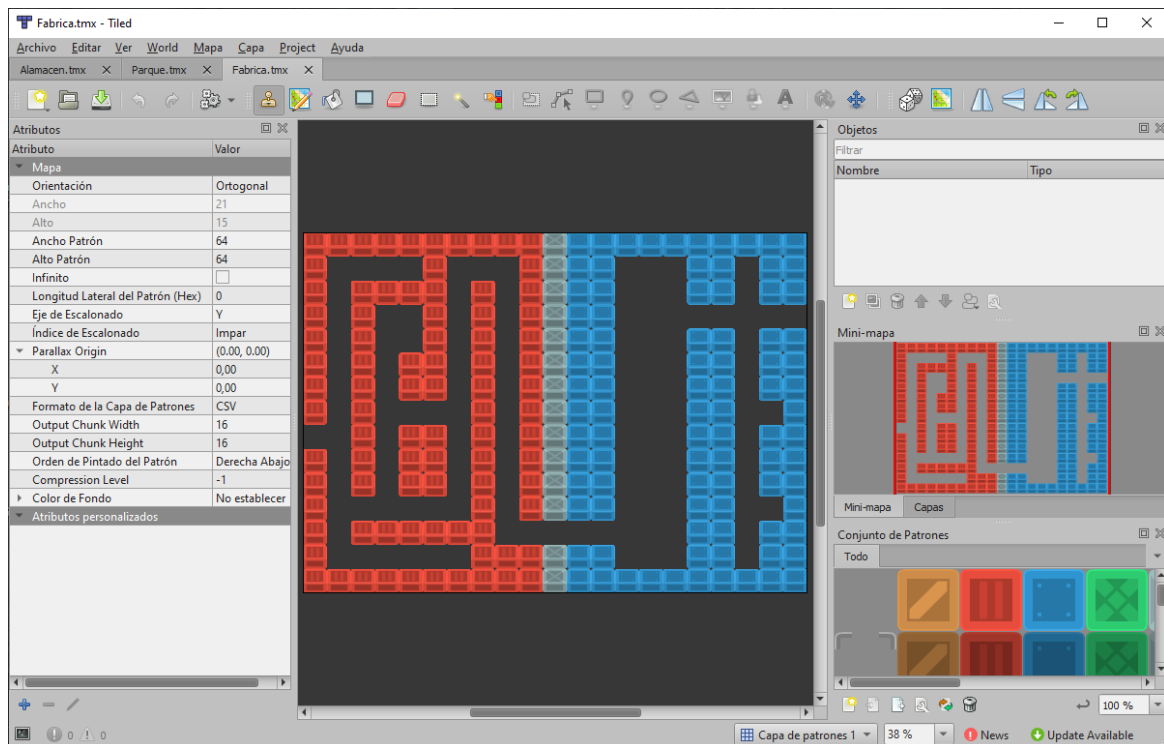 Fabrica.tmx - Tiled
Archivo Editar Ver World Mapa Capa Project Ayuda
Alamacen.tmx Parque.tmx Fabrica.tmx
Atributos
Atributo Valor
Mapa
Orientación Ortogonal
Ancho 21
Alto 15
Ancho Patrón 64
Alto Patrón 64
Infinito
Longitud Lateral del Patrón (Hex) 0
Eje de Escalonado Y
Índice de Escalonado Impar
Parallax Origin (0.00, 0.00)
X 0,00
Y 0,00
Formato de la Capa de Patrones CSV
Output Chunk Width 16
Output Chunk Height 16
Orden de Pintado del Patrón Derecha Abajo
Compression Level -1
Color de Fondo No establecer
Atributos personalizados
Objetos
Filtrar
Nombre Tipo
Mini-mapa
Mini-mapa Capas
Conjunto de Patrones
Todo
100 %
0 0
Capa de patrones 1 38 % News Update Available